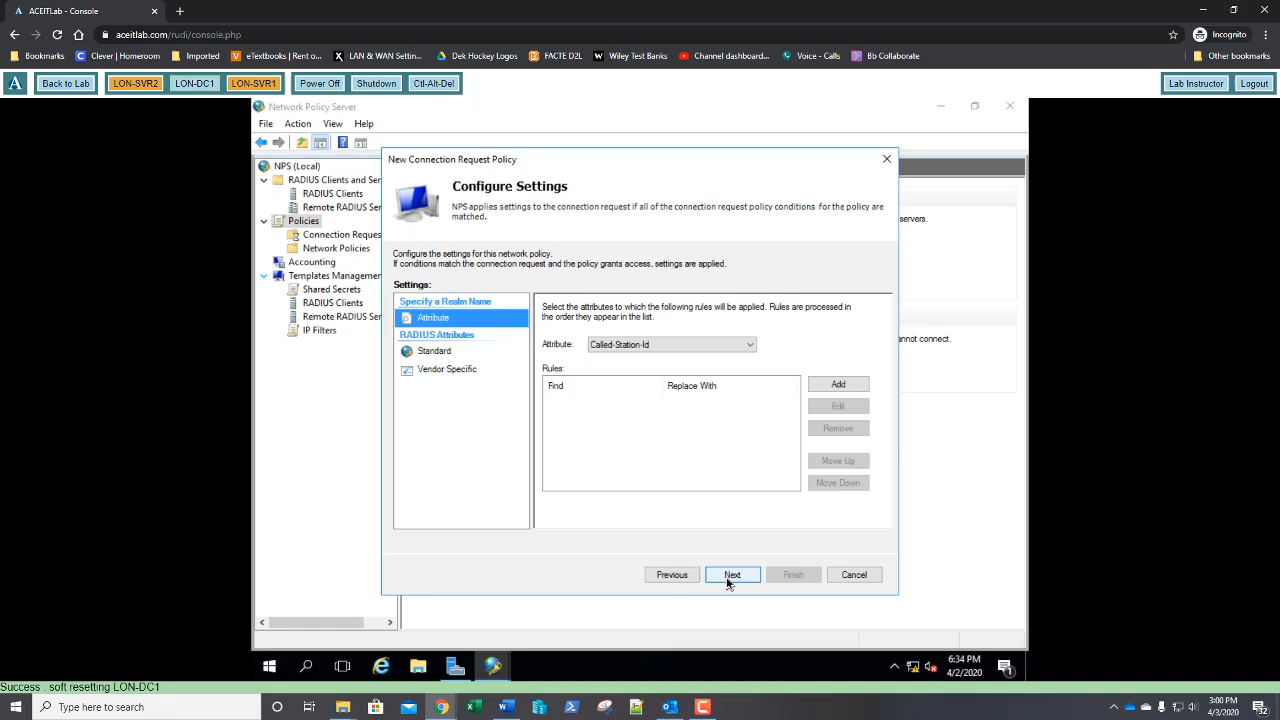 ACEITLab - Console
aceitlab.com/rudi/console.php
Incognito
Bookmarks
Clever | Homeroom
Imported
eTextbooks | Rent o...
LAN & WAN Settin...
Dek Hockey Logos
FACTE D2L
Wiley Test Banks
Channel dashboard...
Voice - Calls
Bb Collaborate
Other bookmarks
A
Back to Lab
LON-SVR2
LON-DC1
LON-SVR1
Power Off
Shutdown
Ctl-Alt-Del
Lab Instructor
Logout
Network Policy Server
File Action View Help
NPS (Local)
RADIUS Clients and Ser
RADIUS Clients
Remote RADIUS Ser
Policies
Connection Reques
Network Policies
Accounting
Templates Managemen
Shared Secrets
RADIUS Clients
Remote RADIUS Ser
IP Filters
servers.
annot connect.
New Connection Request Policy
Configure Settings
NPS applies settings to the connection request if all of the connection request policy conditions for the policy are
matched.
Configure the settings for this network policy.
If conditions match the connection request and the policy grants access, settings are applied.
Settings:
Specify a Realm Name
Attribute
RADIUS Attributes
Standard
Vendor Specific
Select the attributes to which the following rules will be applied. Rules are processed in
the order they appear in the list.
Attribute: Called-Station-Id
Rules:
Find Replace With
Add
Edit
Remove
Move Up
Move Down
Previous Next Finish Cancel
6:34 PM
4/2/2020
1
Success , soft resetting LON-DC1
Type here to search
3:00 PM
4/3/2020